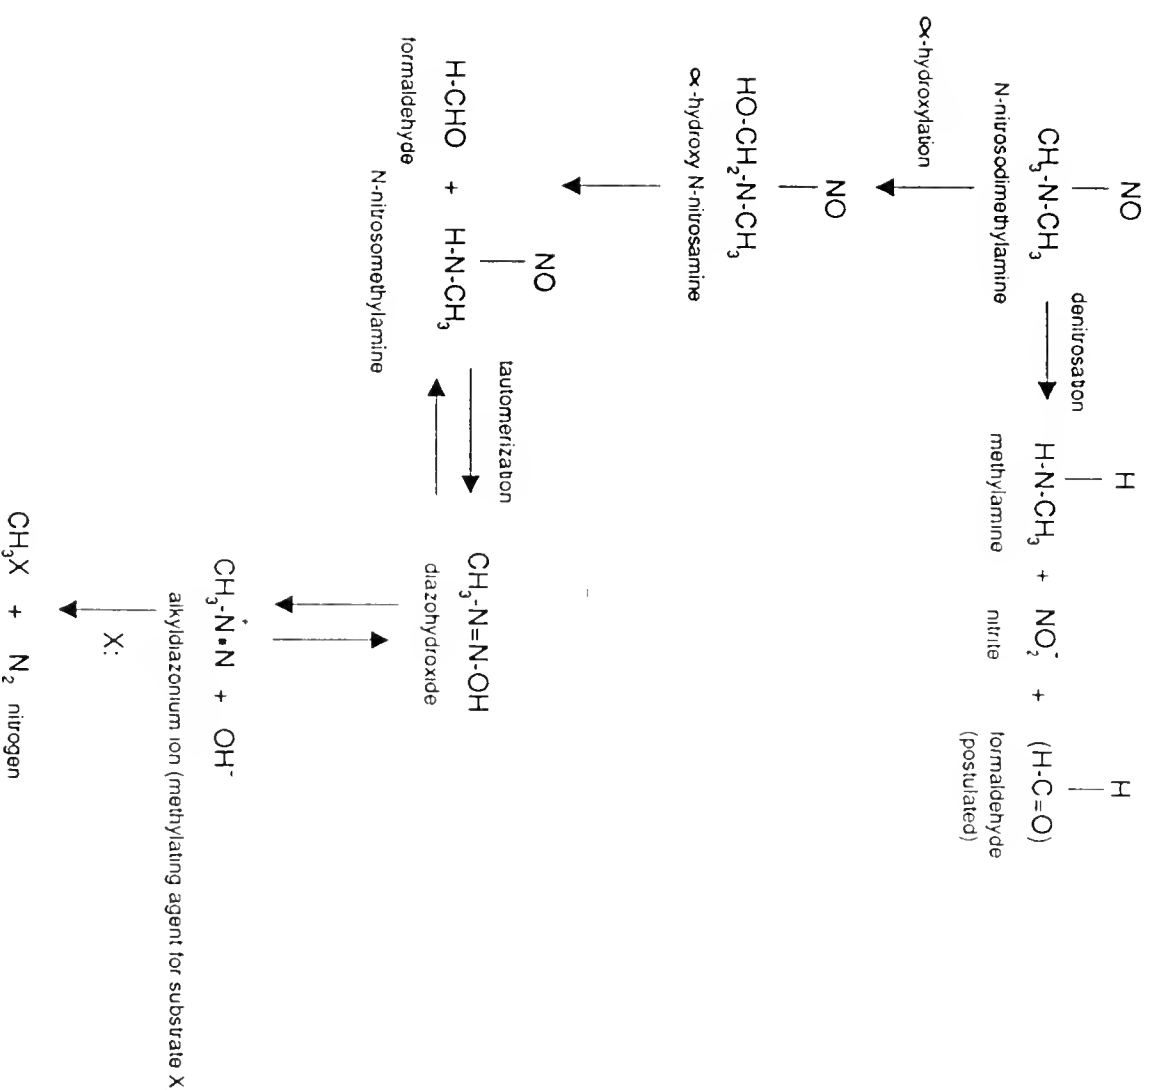 NO
H
H
CH3-N-CH3
denitrosation
H-N-CH3 + NO2- + (H-C=O)
N-nitrosodimethylamine
methylamine
nitrite
formaldehyde
(postulated)
α-hydroxylation
NO
HO-CH2-N-CH3
α-hydroxy N-nitrosamine
NO
tautomerization
H-CHO + H-N-CH3
CH3-N=N-OH
formaldehyde
N-nitrosomethylamine
diazohydroxide
CH3-N≡N + OH-
alkyldiazonium ion (methylating agent for substrate X
X:
CH3X + N2 nitrogen